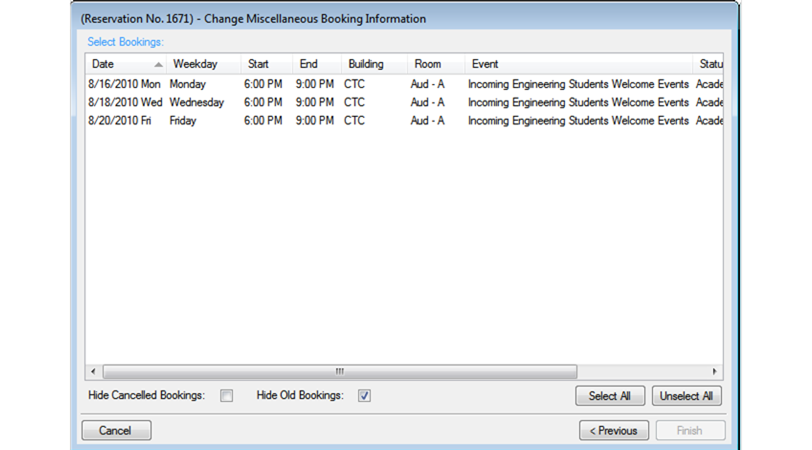 (Reservation No. 1671) - Change Miscellaneous Booking Information
Select Bookings:
Date Weekday Start End Building Room Event Statu
8/16/2010 Mon Monday 6:00 PM 9:00 PM CTC Aud - A Incoming Engineering Students Welcome Events Acade
8/18/2010 Wed Wednesday 6:00 PM 9:00 PM CTC Aud - A Incoming Engineering Students Welcome Events Acade
8/20/2010 Fri Friday 6:00 PM 9:00 PM CTC Aud - A Incoming Engineering Students Welcome Events Acade
Hide Cancelled Bookings: Hide Old Bookings: Select All Unselect All
Cancel < Previous Finish